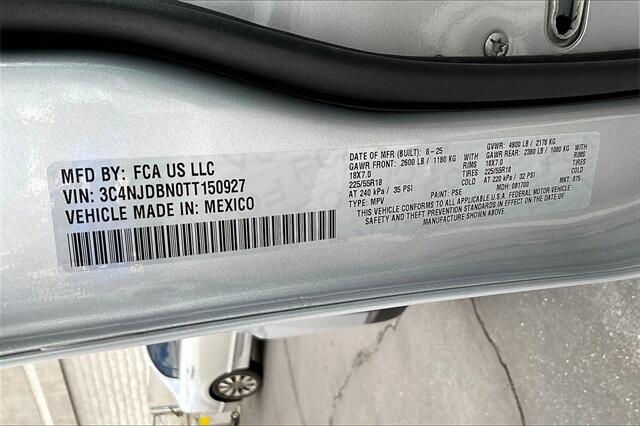 MFD BY: FCA US LLC
VIN: 3C4NJDBN0TT150927
VEHICLE MADE IN: MEXICO
DATE OF MFR (BUILT): 8-25
GAWR FRONT: 2600 LB / 1180 KG WITH
18X7.0 RIMS
225/55R18 TIRES
AT 240 kPa / 35 PSI COLD
TYPE: MPV PAINT: PSE
GVWR: 4800 LB / 2178 KG
GAWR REAR: 2380 LB / 1080 KG WITH
18X7.0 RIMS
225/55R18 TIRES
AT 220 kPa / 32 PSI COLD
MDH: 081700 MKT: 875
THIS VEHICLE CONFORMS TO ALL APPLICABLE U.S.A. FEDERAL MOTOR VEHICLE
SAFETY AND THEFT PREVENTION STANDARDS IN EFFECT ON DATE OF
MANUFACTURE SHOWN ABOVE.